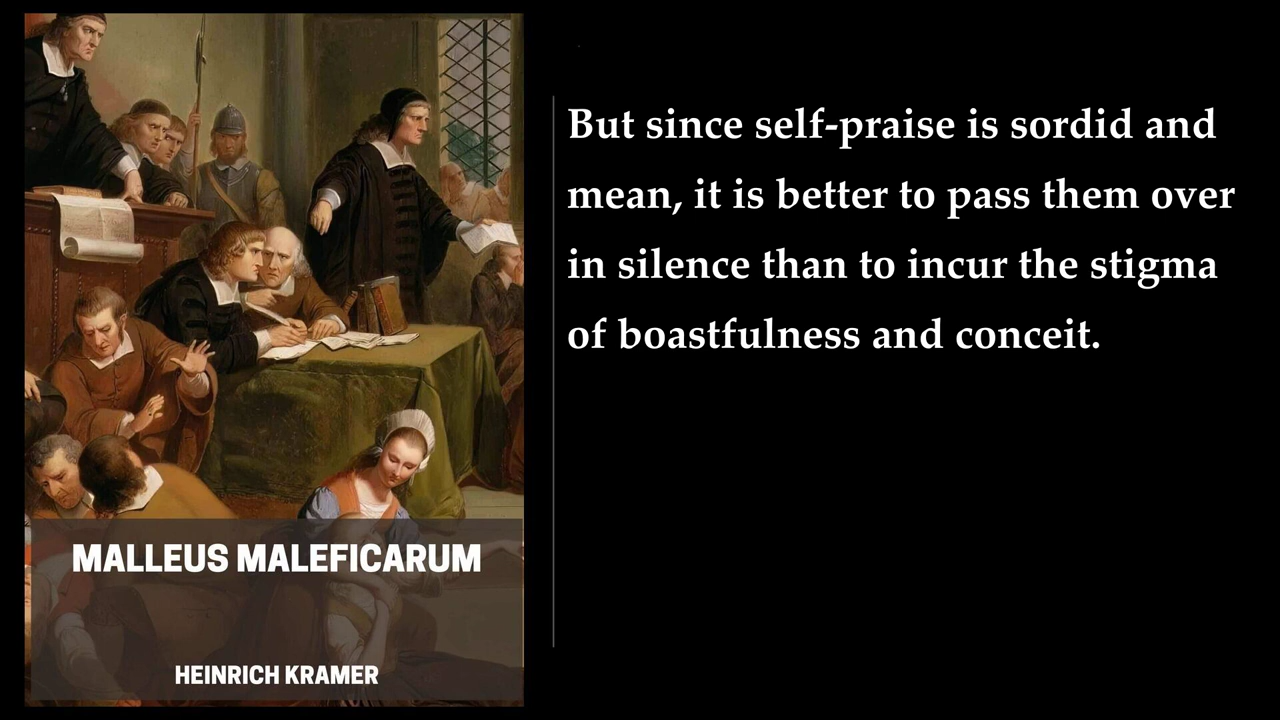 MALLEUS MALEFICARUM
HEINRICH KRAMER
But since self-praise is sordid and
mean, it is better to pass them over
in silence than to incur the stigma
of boastfulness and conceit.